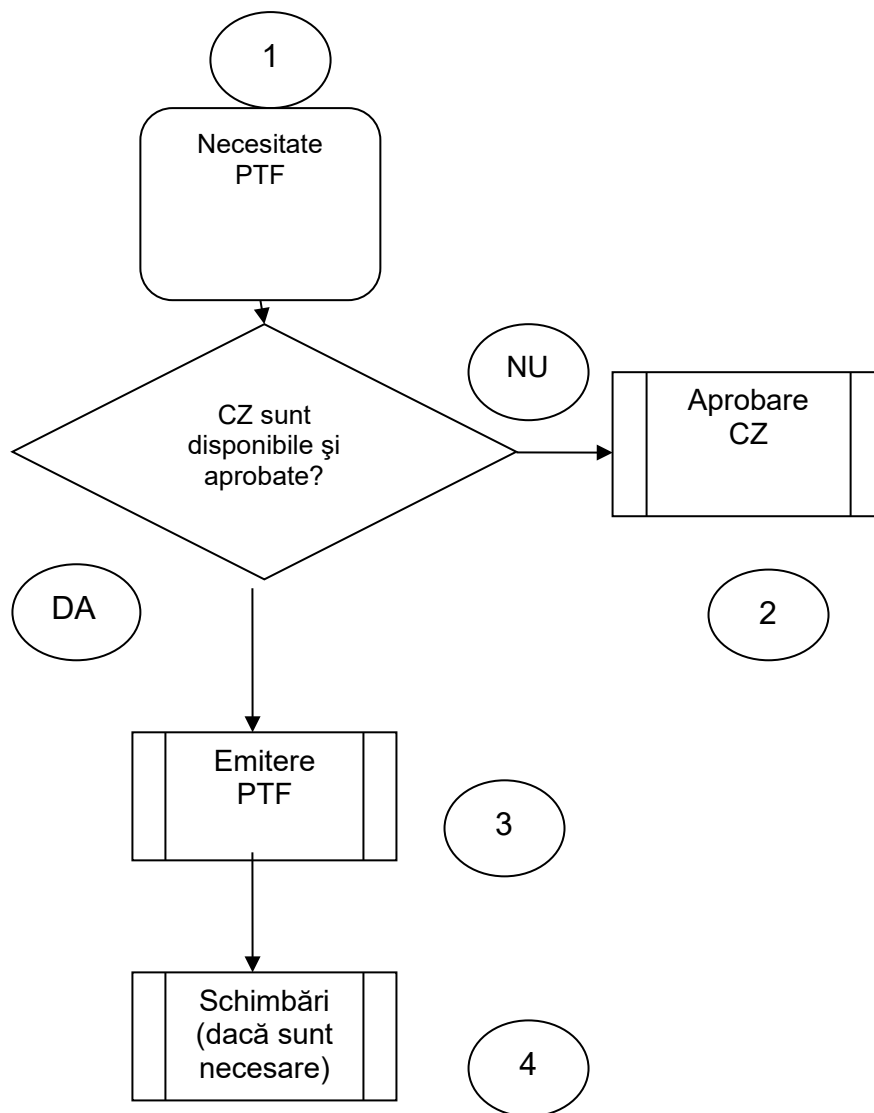 1
Necesitate
PTF
NU
CZ sunt
disponibile şi
aprobate?
Aprobare
CZ
DA
2
Emitere
PTF
3
Schimbări
(dacă sunt
necesare)
4